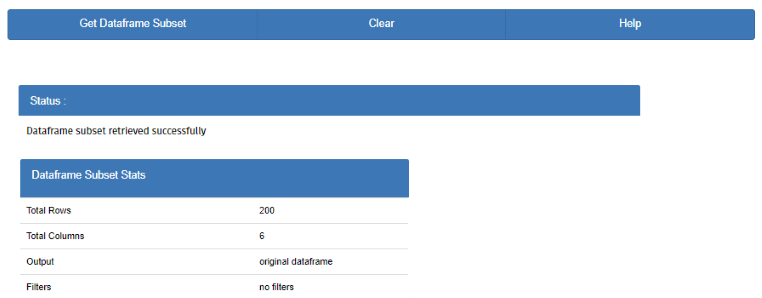 Get Dataframe Subset Clear Help
Status :
Dataframe subset retrieved successfully
Dataframe Subset Stats
Total Rows 200
Total Columns 6
Output original dataframe
Filters no filters